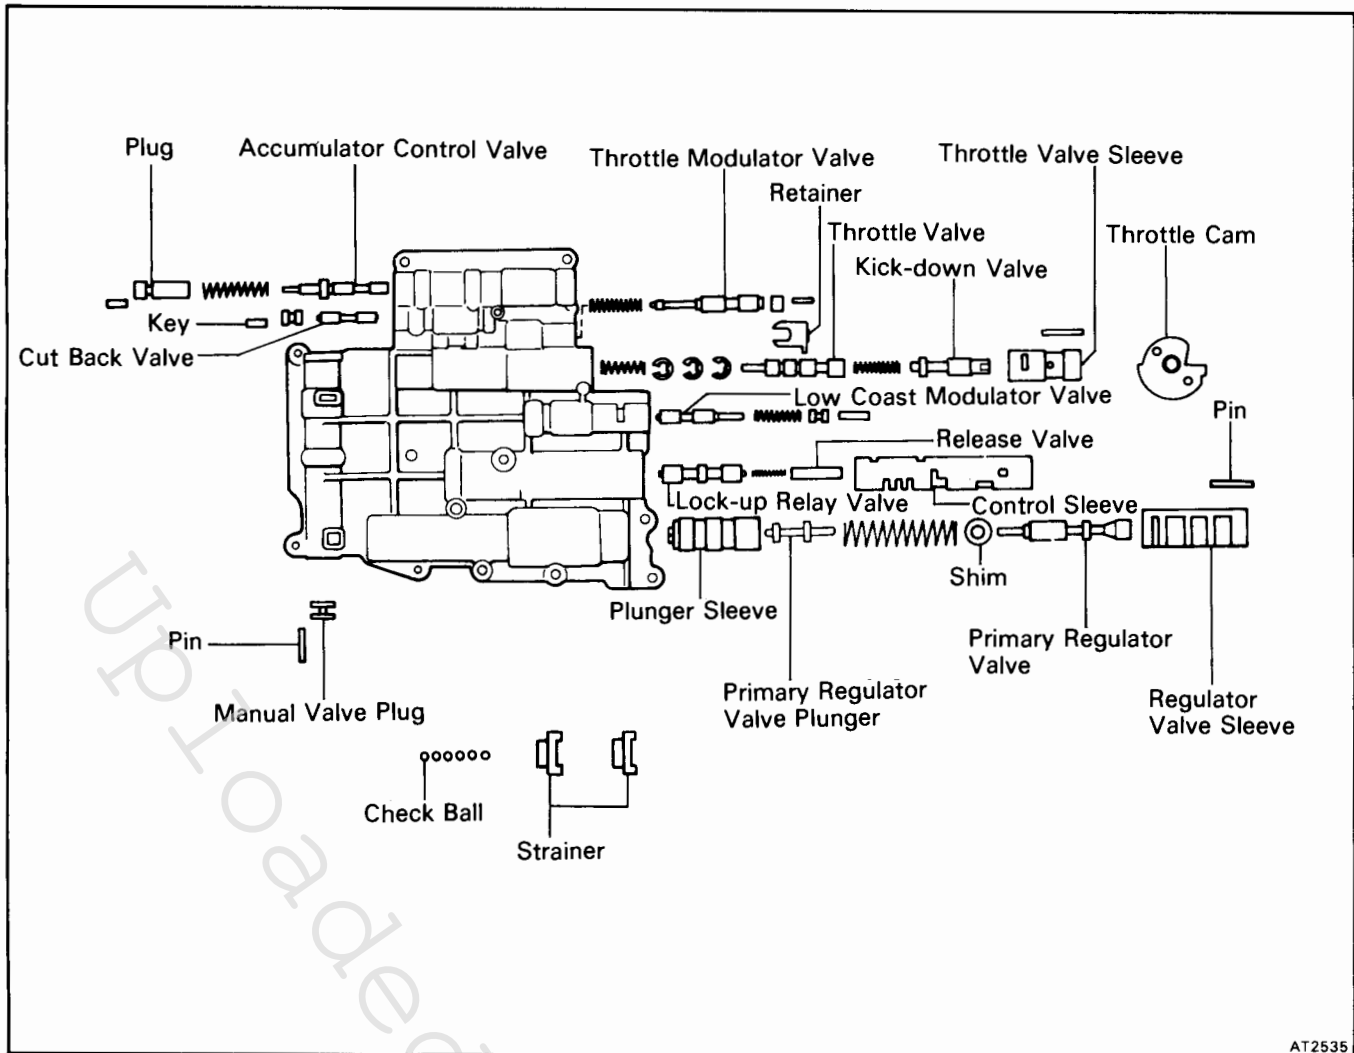 Plug
Accumulator Control Valve
Throttle Modulator Valve
Throttle Valve Sleeve
Retainer
Throttle Valve
Throttle Cam
Kick-down Valve
Key
Cut Back Valve
Low Coast Modulator Valve
Pin
Release Valve
Lock-up Relay Valve
Control Sleeve
Shim
Plunger Sleeve
Pin
Primary Regulator
Valve
Primary Regulator
Valve Plunger
Regulator
Valve Sleeve
Manual Valve Plug
Check Ball
Strainer
Uploaded
AT2535